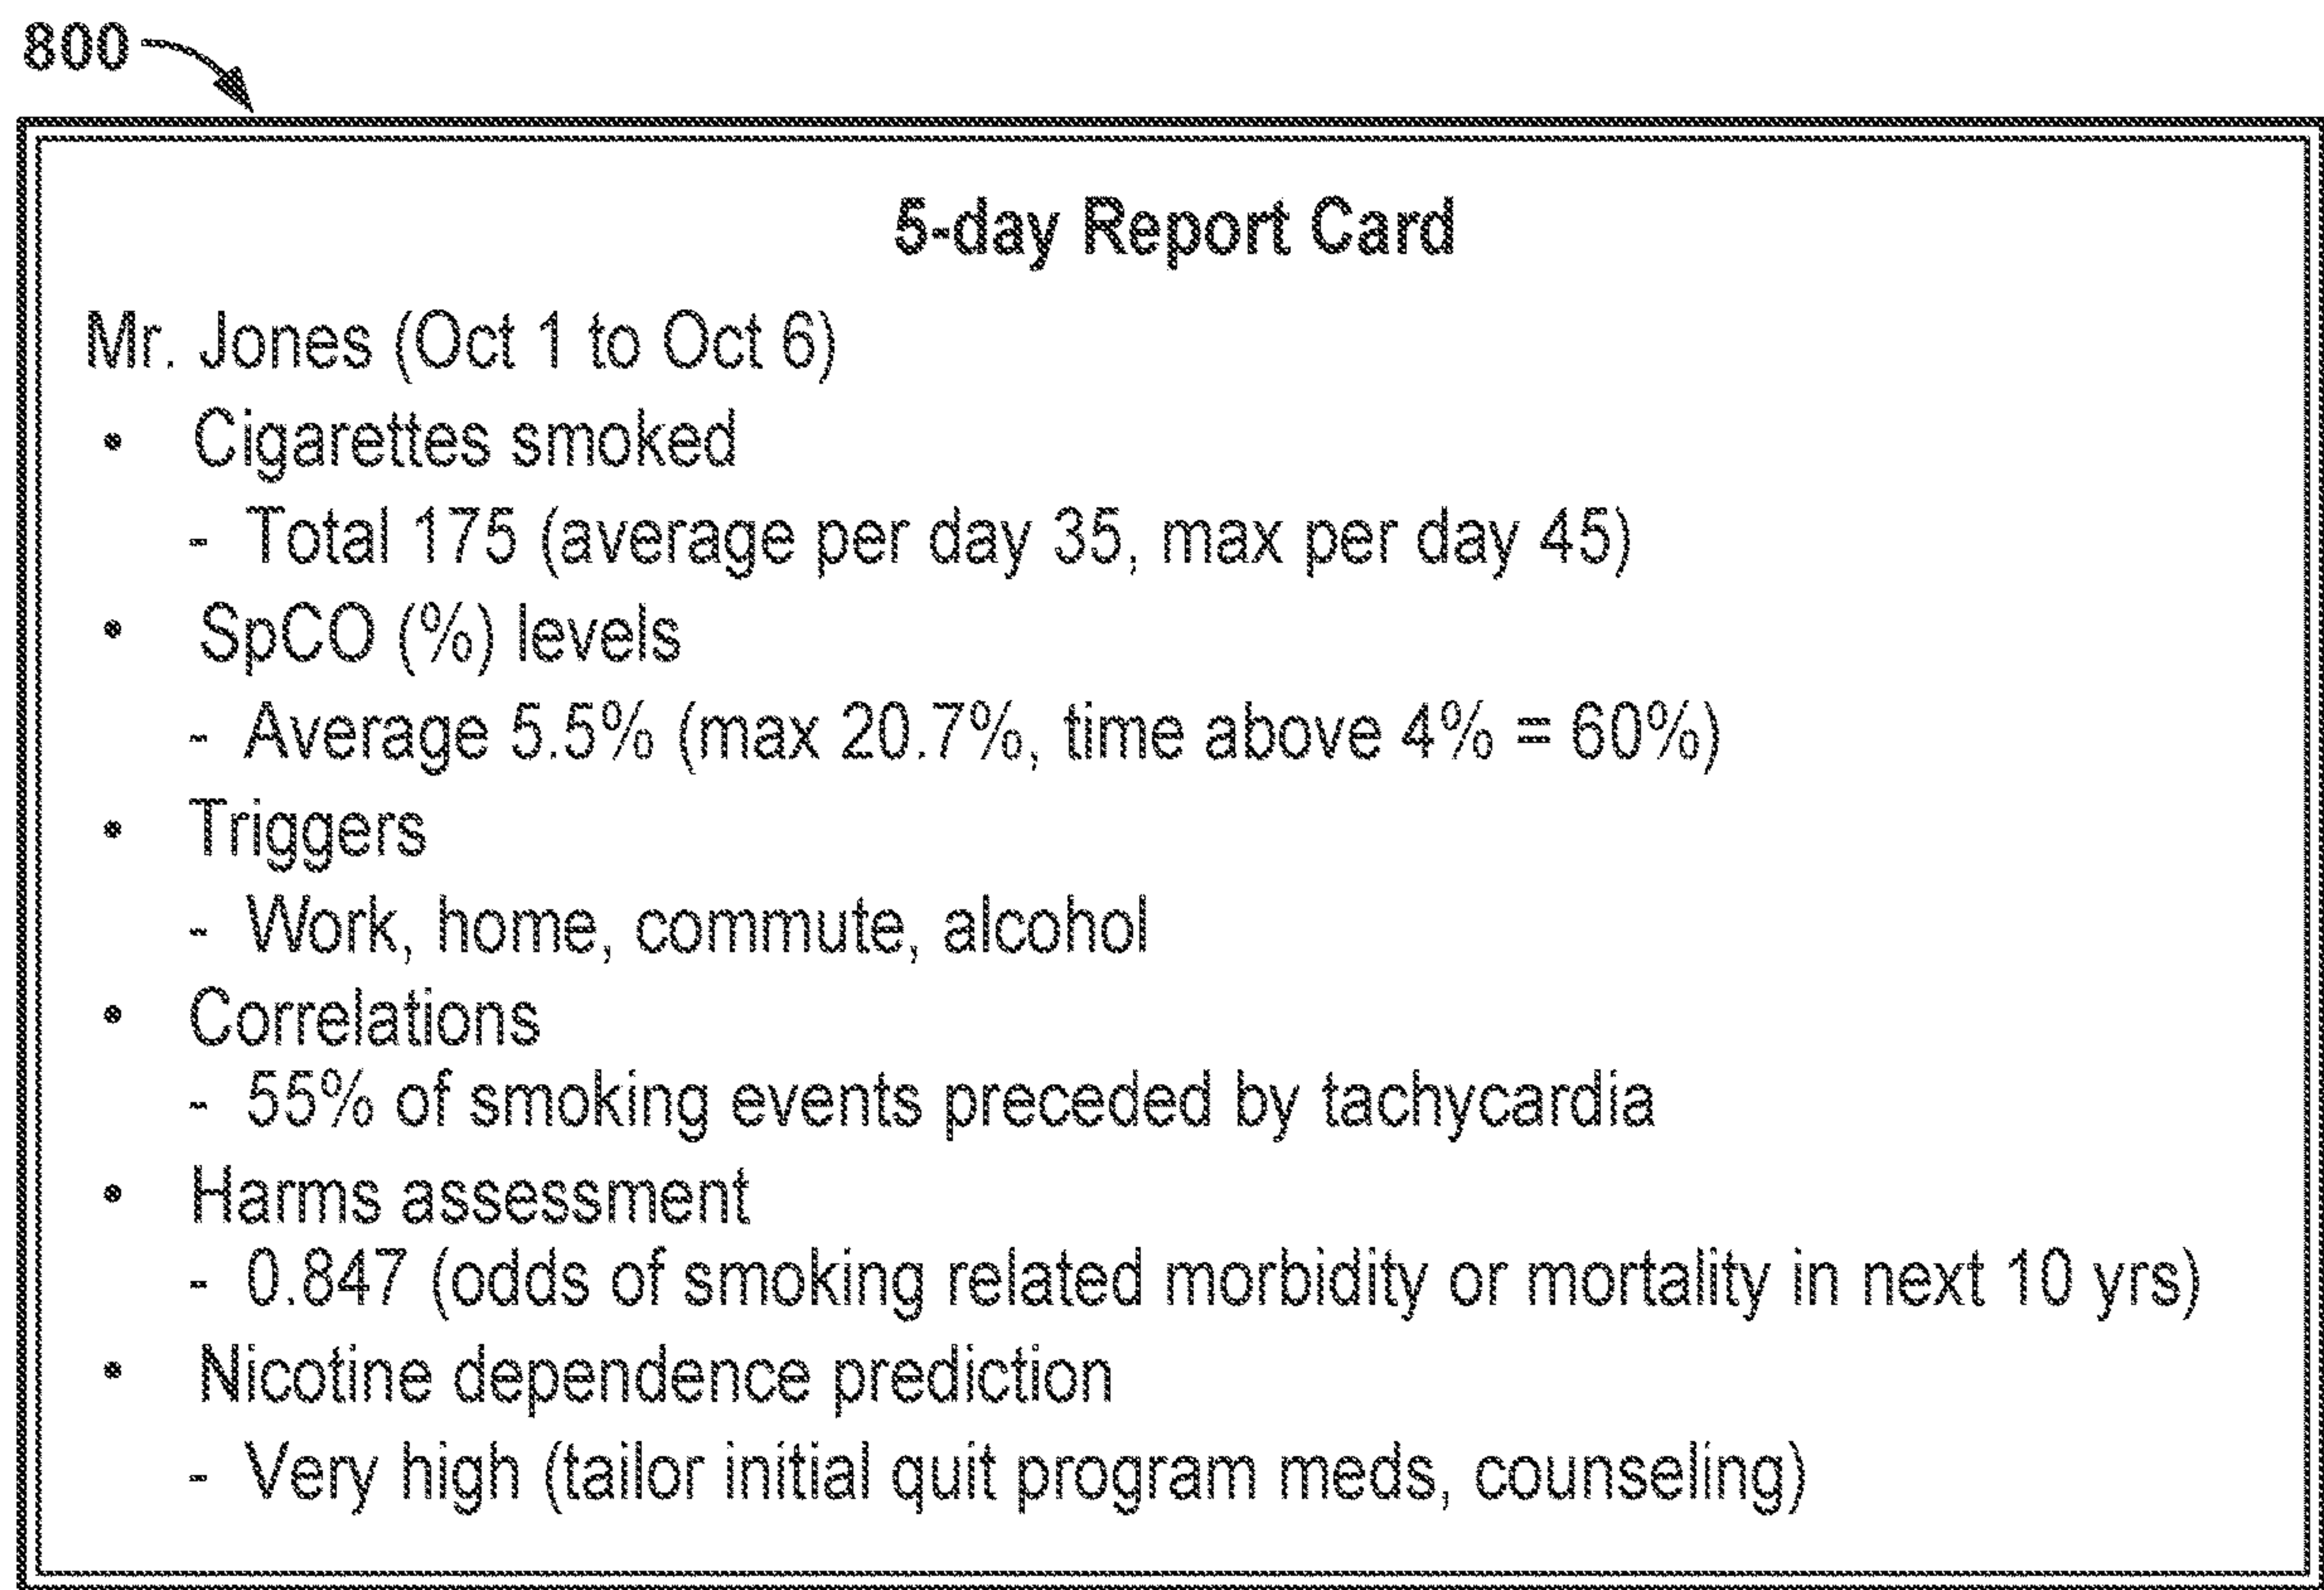 800
5-day Report Card
Mr. Jones (Oct 1 to Oct 6)
• Cigarettes smoked
- Total 175 (average per day 35, max per day 45)
• SpCO (%) levels
- Average 5.5% (max 20.7%, time above 4% = 60%)
• Triggers
- Work, home, commute, alcohol
• Correlations
- 55% of smoking events preceded by tachycardia
• Harms assessment
- 0.847 (odds of smoking related morbidity or mortality in next 10 yrs)
• Nicotine dependence prediction
- Very high (tailor initial quit program meds, counseling)